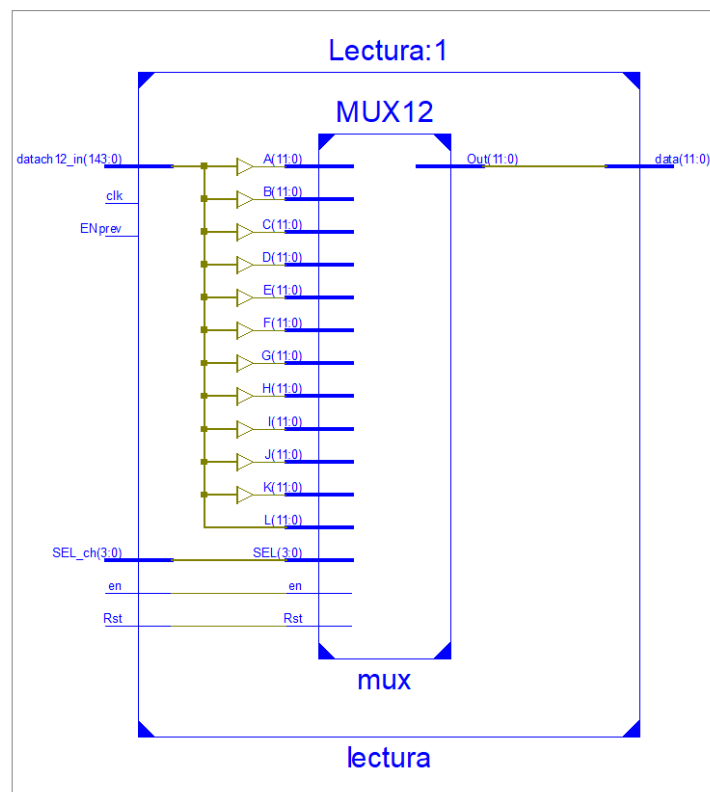 Lectura:1
MUX12
datach12_in(143:0) A(11:0) Out(11:0) data(11:0)
clk B(11:0)
ENprev C(11:0)
D(11:0)
E(11:0)
F(11:0)
G(11:0)
H(11:0)
I(11:0)
J(11:0)
K(11:0)
L(11:0)
SEL_ch(3:0) SEL(3:0)
en en
Rst Rst
mux
lectura